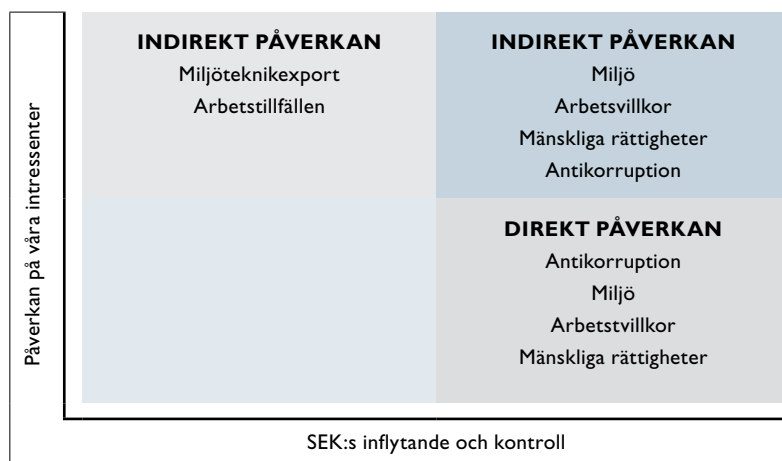 Påverkan på våra intressenter
INDIREKT PÅVERKAN
Miljöteknikexport
Arbetstillfällen
INDIREKT PÅVERKAN
Miljö
Arbetsvillkor
Mänskliga rättigheter
Antikorruption
DIREKT PÅVERKAN
Antikorruption
Miljö
Arbetstvillkor
Mänskliga rättigheter
SEK:s inflytande och kontroll